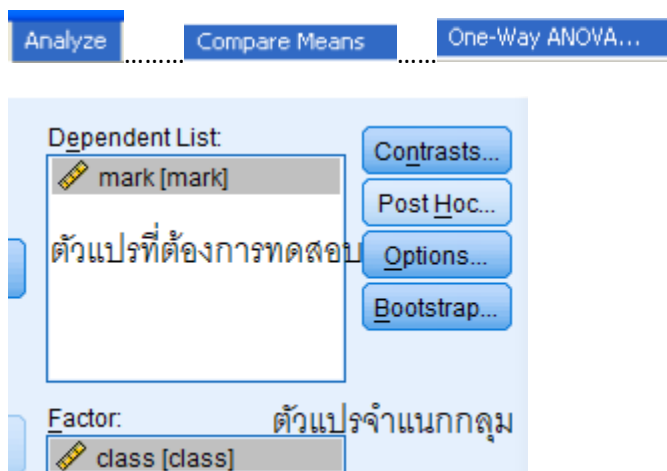 Analyze ......... Compare Means ...... One-Way ANOVA...
Dependent List:
mark [mark]
Contrasts...
Post Hoc...
ตัวแปรที่ต้องการทดสอบ
Options...
Bootstrap...
Factor:
ตัวแปรจำแนกกลุม
class [class]